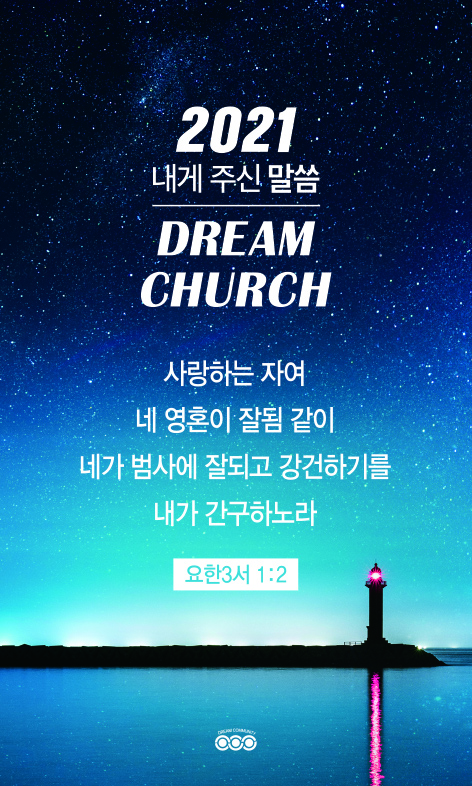 2021
내게 주신 말씀
DREAM
CHURCH
사랑하는 자여
네 영혼이 잘됨 같이
네가 범사에 잘되고 강건하기를
내가 간구하노라
요한3서 1:2
DREAM COMMUNITY